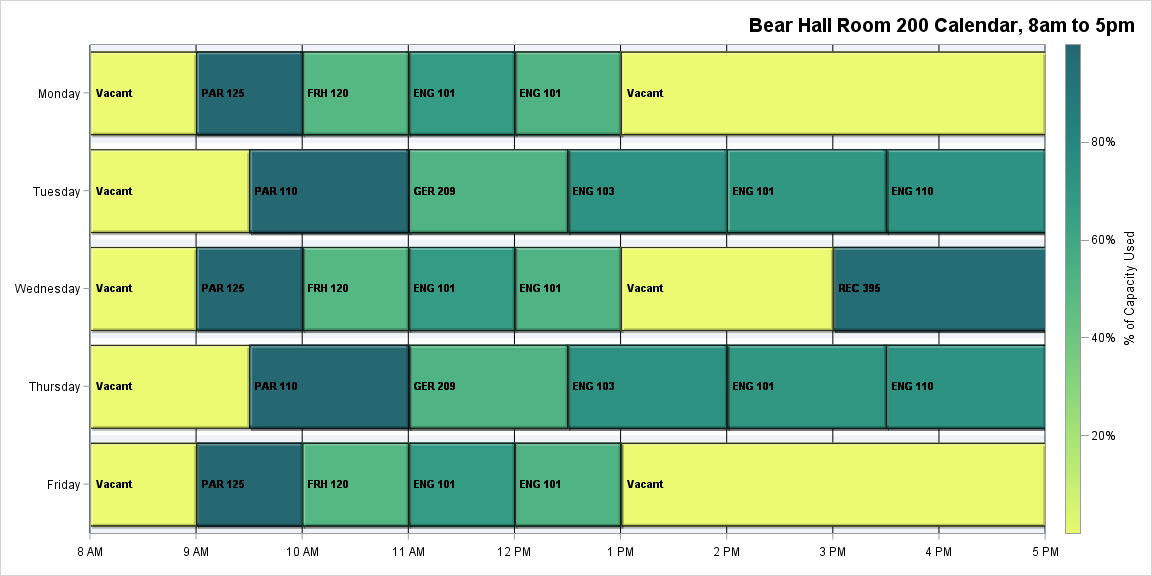 Bear Hall Room 200 Calendar, 8am to 5pm
Monday
Vacant
PAR 125
FRH 120
ENG 101
ENG 101
Vacant
Tuesday
Vacant
PAR 110
GER 209
ENG 103
ENG 101
ENG 110
Wednesday
Vacant
PAR 125
FRH 120
ENG 101
ENG 101
Vacant
REC 395
Thursday
Vacant
PAR 110
GER 209
ENG 103
ENG 101
ENG 110
Friday
Vacant
PAR 125
FRH 120
ENG 101
ENG 101
Vacant
8 AM
9 AM
10 AM
11 AM
12 PM
1 PM
2 PM
3 PM
4 PM
5 PM
80%
60%
40%
20%
% of Capacity Used